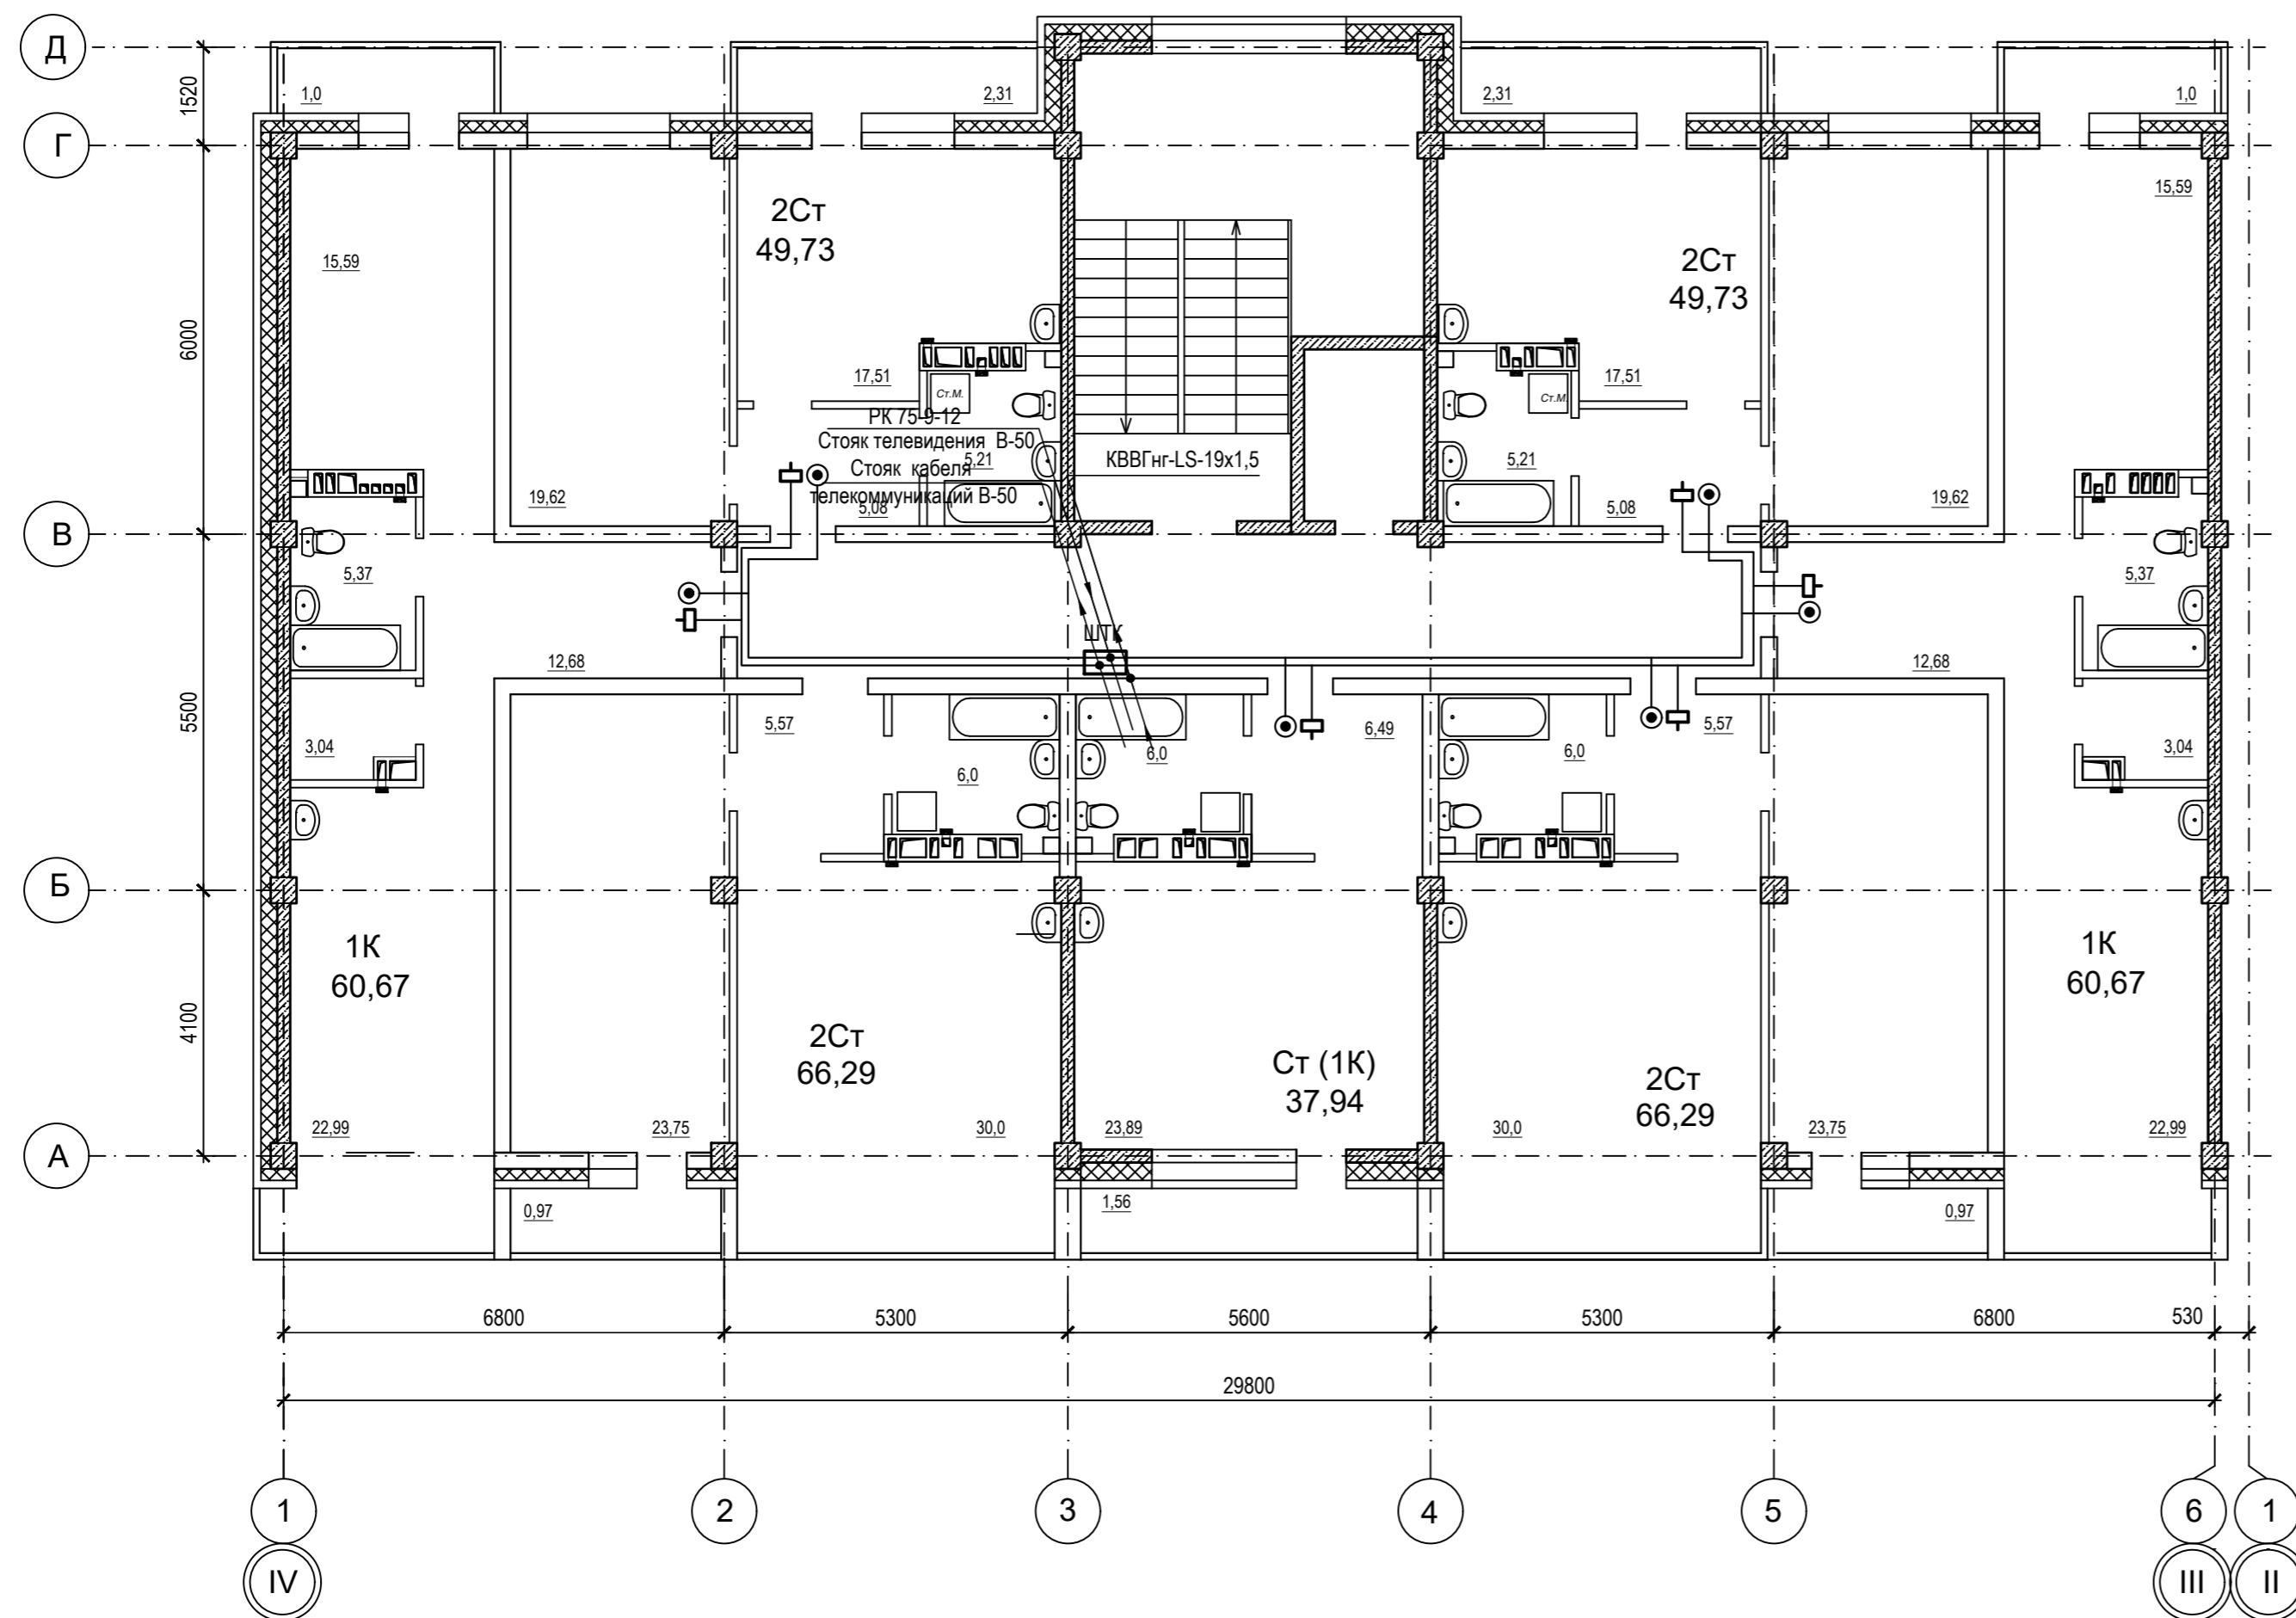 Д
1520
1,0
2,31
2,31
1,0
Г
15,59
2Ст
49,73
15,59
2Ст
49,73
6000
17,51
Ст.М.
17,51
Ст.М.
РК 75-9-12
Стояк телевидения В-50
Стояк кабеля
телекоммуникаций В-50
5,21
КВВГнг-LS-19х1,5
5,21
19,62
5,08
5,08
19,62
В
5,37
5,37
ШТК
12,68
12,68
5500
3,04
5,57
6,0
6,0
6,49
6,0
5,57
3,04
Б
1К
60,67
1К
60,67
4100
2Ст
66,29
Ст (1К)
37,94
2Ст
66,29
22,99
23,75
30,0
23,89
30,0
23,75
22,99
А
0,97
1,56
0,97
6800
5300
5600
5300
6800
530
29800
1
2
3
4
5
6
1
IV
III
II